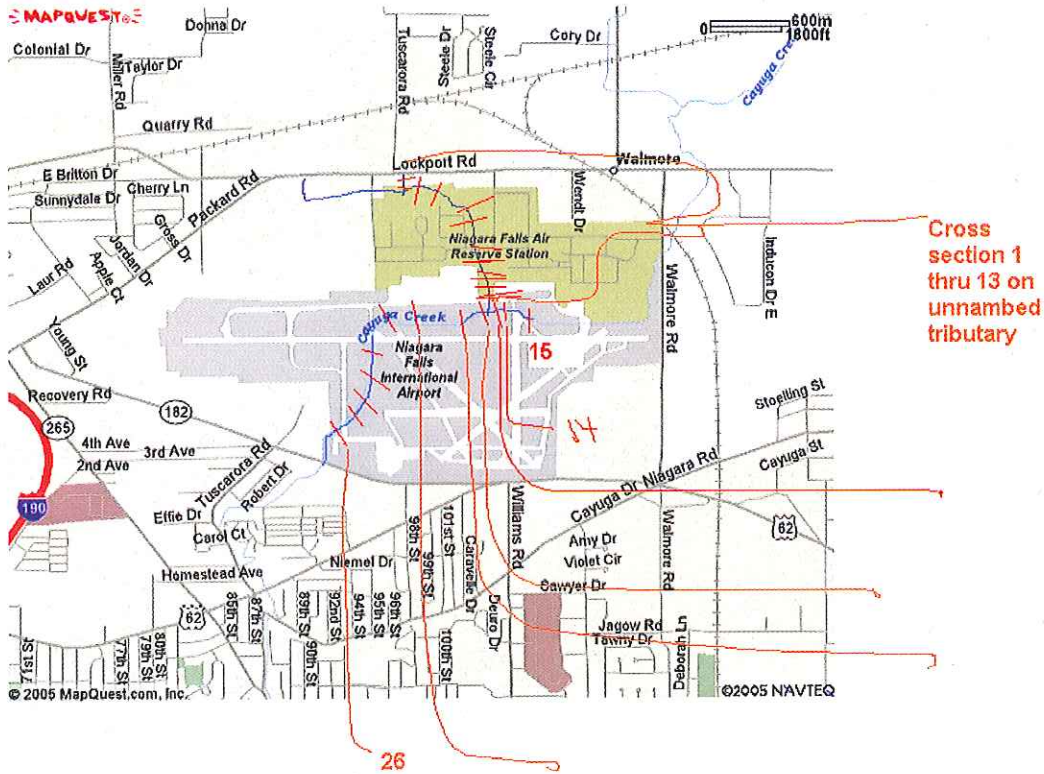 MAPQUEST
600m
1800ft
Donna Dr
Colonial Dr
Miller Rd
Taylor Dr
Tuscarora Rd
Steele Dr
Steele Cir
Cory Dr
Cayuga Cree
Quarry Rd
Lockport Rd
Walmore
E Britton Dr
Cherry Ln
Sunnydale Dr
Packard Rd
Gross Dr
Jordan Dr
Apple Ct
Laur Rd
Wendt Dr
Niagara Falls Air
Reserve Station
Walmore Rd
Inducon Dr E
Cross
section 1
thru 13 on
unnambed
tributary
Cayuga Creek
Niagara
Falls
International
Airport
15
14
Young St
Recovery Rd
182
265
4th Ave
3rd Ave
2nd Ave
190
Tuscarora Rd
Robert Dr
Effie Dr
Carol Ct
Homestead Ave
Niemel Dr
Stoelling St
Cayuga St
Cayuga Dr
Niagara Rd
62
Williams Rd
Walmore Rd
Amy Dr
Violet Cir
Sawyer Dr
Jagow Rd
Tawny Dr
Deborah Ln
62
71st St
77th St
79th St
80th St
85th St
87th St
89th St
90th St
92nd St
94th St
95th St
96th St
98th St
99th St
100th St
101st St
Caravelle Dr
Deuro Dr
© 2005 MapQuest.com, Inc.
©2005 NAVTEQ
26